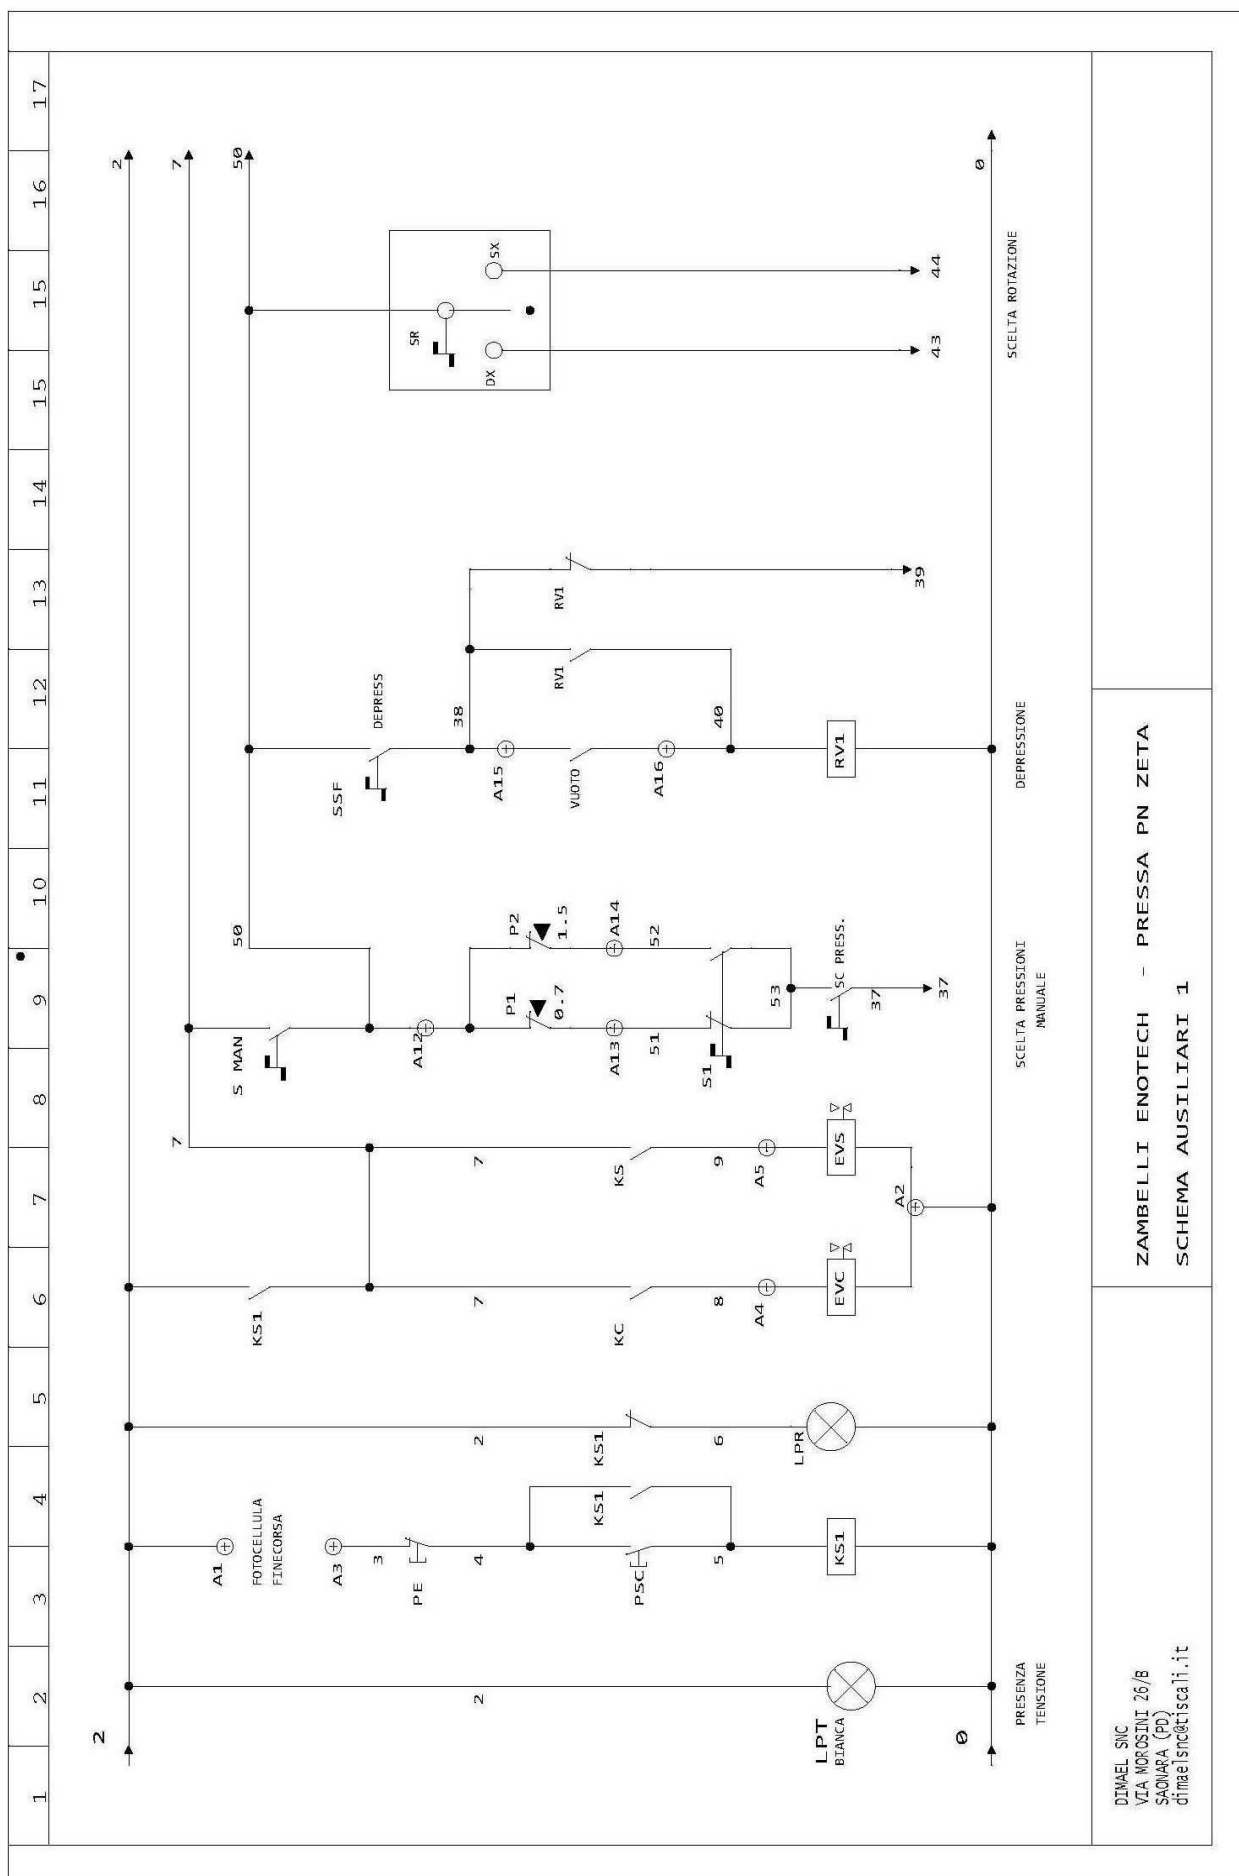 1 2 3 4 5 6 7 8 9 10 11 12 13 14 15 15 16 17
2
2
LPT
BIANCA
0
PRESENZA
TENSIONE
A1
FOTOCELLULA
FINECORSA
A3
3
PE
4
KS1
PSC
5
KS1
2
KS1
6
LPR
KS1
7
KC
8
A4
EVC
7
7
KS
9
A5
EVS
A2
S MAN
50
A12
P1
0.7
P2
1.5
A13
A14
51
52
S1
53
SC PRESS.
37
37
SCELTA PRESSIONI
MANUALE
SSF
DEPRESS
38
A15
VUOTO
A16
RV1
40
RV1
RV1
39
DEPRESSIONE
SR
DX
SX
43
44
SCELTA ROTAZIONE
2
7
50
0
DIMAEL SNC
VIA MOROSINI 26/B
SAONARA (PD)
dimaelsnc@tiscali.it
ZAMBELLI ENOTECH - PRESSA PN ZETA
SCHEMA AUSILIARI 1